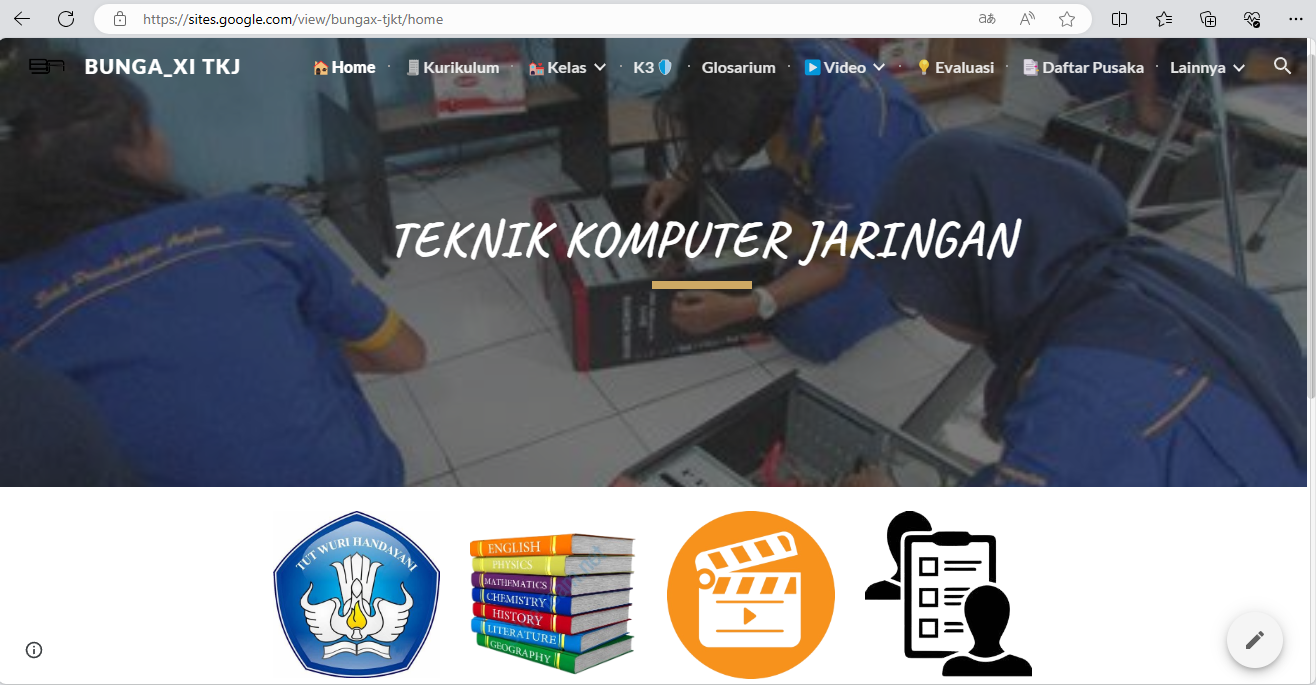 https://sites.google.com/view/bungax-tjkt/home
BUNGA_XI TKJ
Home · Kurikulum · Kelas · K3 · Glosarium · Video · Evaluasi · Daftar Pusaka · Lainnya
TEKNIK KOMPUTER JARINGAN
TUT WURI HANDAYANI
ENGLISH
PHYSICS
MATHEMATICS
CHEMISTRY
HISTORY
LITERATURE
GEOGRAPHY